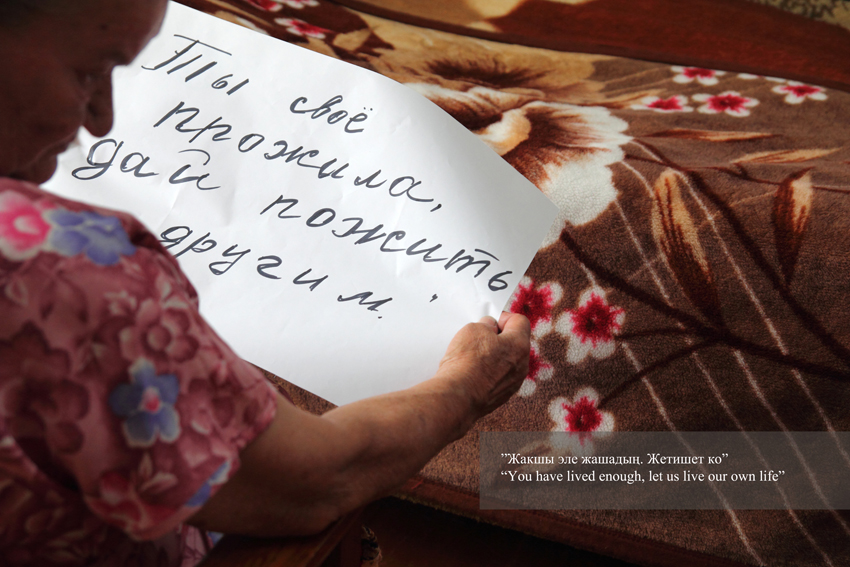 Ты своё
прожила,
дай пожить
другим."
”Жакшы эле жашадың. Жетишет ко”
“You have lived enough, let us live our own life”